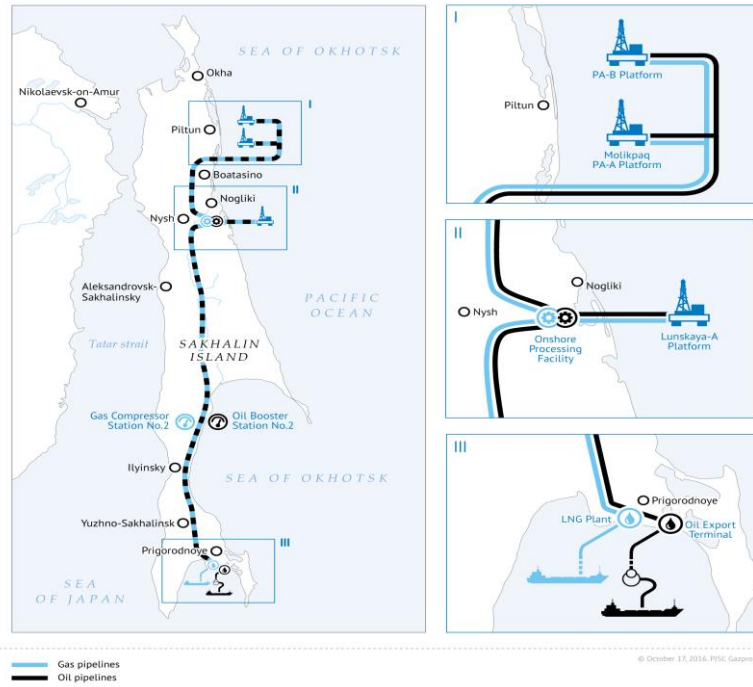 SEA OF OKHOTSK
Okha
Nikolaevsk-on-Amur
I
Piltun
Boatasino
II
Nogliki
Nysh
Aleksandrovsk-
Sakhalinsky
PACIFIC
OCEAN
Tatar strait
SAKHALIN
ISLAND
Gas Compressor
Station No.2
Oil Booster
Station No.2
Ilyinsky
SEA OF OKHOTSK
Yuzhno-Sakhalinsk
Prigorodnoye
III
SEA
OF JAPAN
I
PA-B Platform
Piltun
Molikpaq
PA-A Platform
II
Nogliki
Nysh
Onshore
Processing
Facility
Lunskaya-A
Platform
III
Prigorodnoye
LNG Plant
Oil Export
Terminal
Gas pipelines
Oil pipelines
© October 17, 2016. PJSC Gazpro